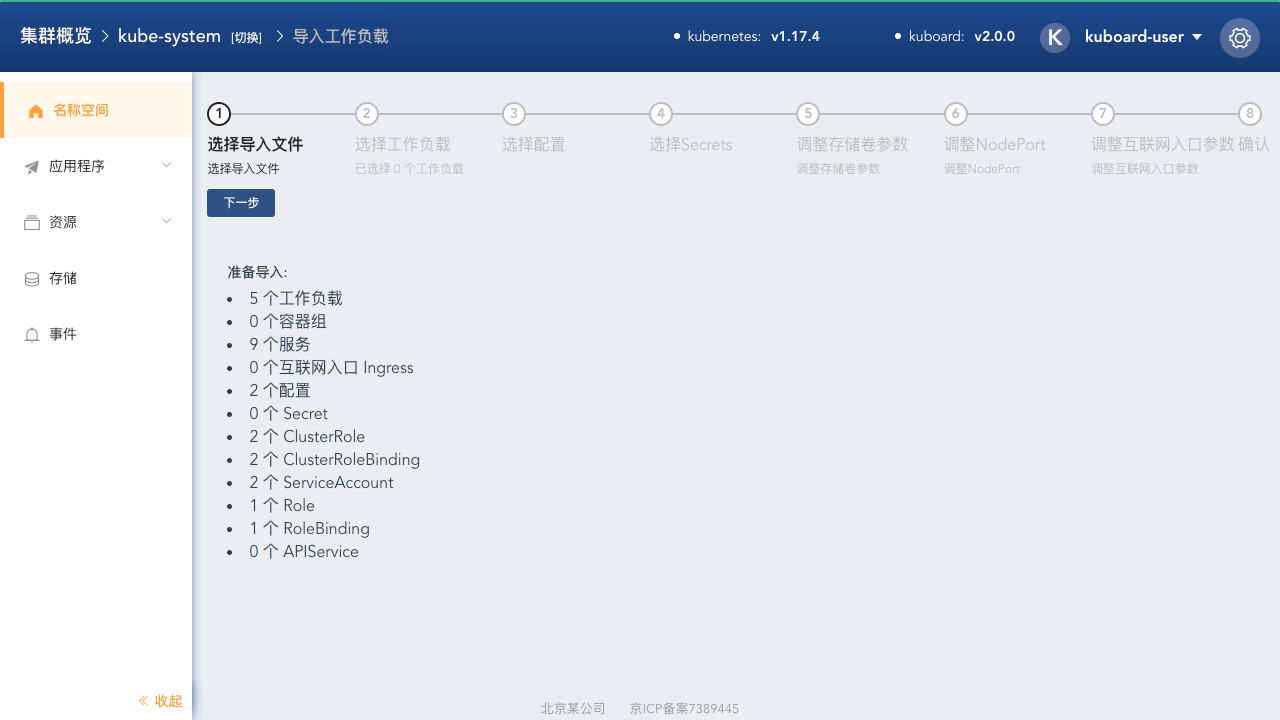 集群概览 > kube-system [切换] > 导入工作负载
kubernetes: v1.17.4
kuboard: v2.0.0
K kuboard-user
名称空间
应用程序
资源
存储
事件
« 收起
1 2 3 4 5 6 7 8
选择导入文件 选择工作负载 选择配置 选择Secrets 调整存储卷参数 调整NodePort 调整互联网入口参数 确认
选择导入文件 已选择 0 个工作负载 调整存储卷参数 调整NodePort 调整互联网入口参数
下一步
准备导入:
• 5 个工作负载
• 0 个容器组
• 9 个服务
• 0 个互联网入口 Ingress
• 2 个配置
• 0 个 Secret
• 2 个 ClusterRole
• 2 个 ClusterRoleBinding
• 2 个 ServiceAccount
• 1 个 Role
• 1 个 RoleBinding
• 0 个 APIService
北京某公司 京ICP备案7389445